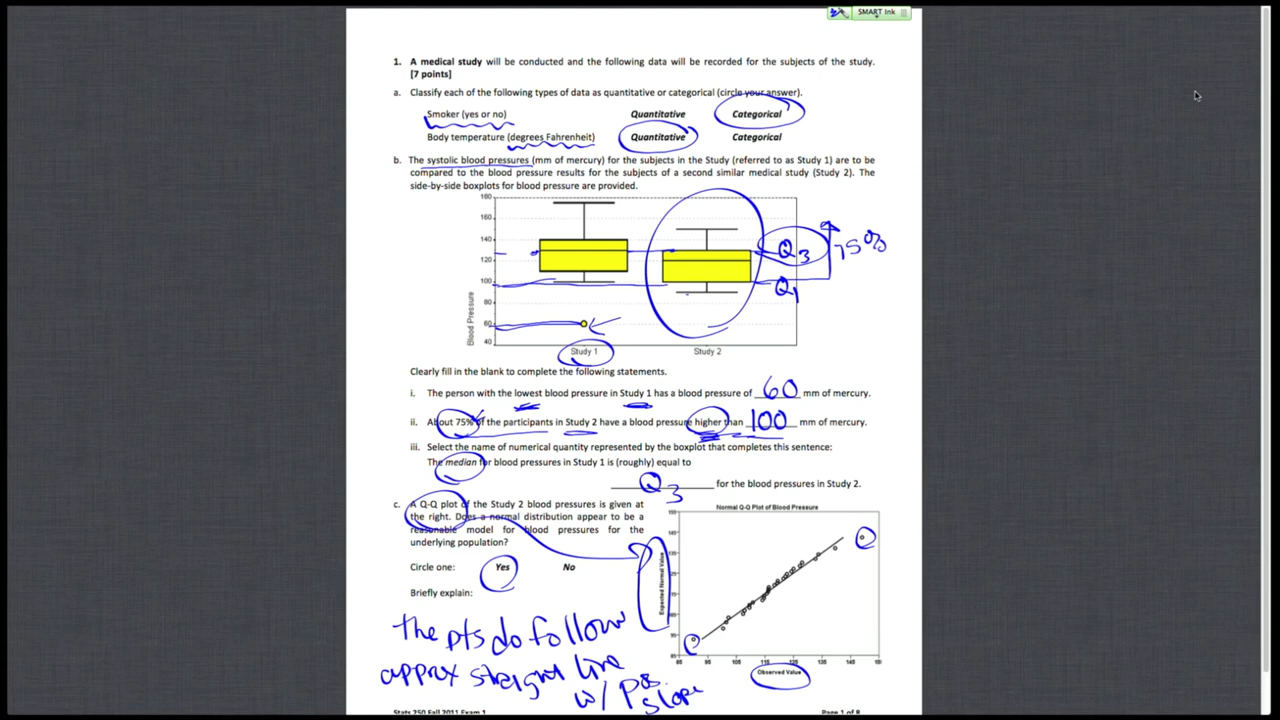 SMART Ink
1. A medical study will be conducted and the following data will be recorded for the subjects of the study.
[7 points]
a. Classify each of the following types of data as quantitative or categorical (circle your answer).
Smoker (yes or no) Quantitative Categorical
Body temperature (degrees Fahrenheit) Quantitative Categorical
b. The systolic blood pressures (mm of mercury) for the subjects in the Study (referred to as Study 1) are to be
compared to the blood pressure results for the subjects of a second similar medical study (Study 2). The
side-by-side boxplots for blood pressure are provided.
180
160
140
120
100
80
60
40
Blood Pressure
Study 1 Study 2
Q3
Q1
75%
Clearly fill in the blank to complete the following statements.
i. The person with the lowest blood pressure in Study 1 has a blood pressure of 60 mm of mercury.
ii. About 75% of the participants in Study 2 have a blood pressure higher than 100 mm of mercury.
iii. Select the name of numerical quantity represented by the boxplot that completes this sentence:
The median for blood pressures in Study 1 is (roughly) equal to
Q3 for the blood pressures in Study 2.
c. A Q-Q plot of the Study 2 blood pressures is given at
the right. Does a normal distribution appear to be a
reasonable model for blood pressures for the
underlying population?
Circle one: Yes No
Briefly explain:
the pts do follow
approx straight line
w/ pos.
slope
Normal Q-Q Plot of Blood Pressure
Expected Normal Value
Observed Value
Stats 250 Fall 2011 Exam 1 Page 1 of 8